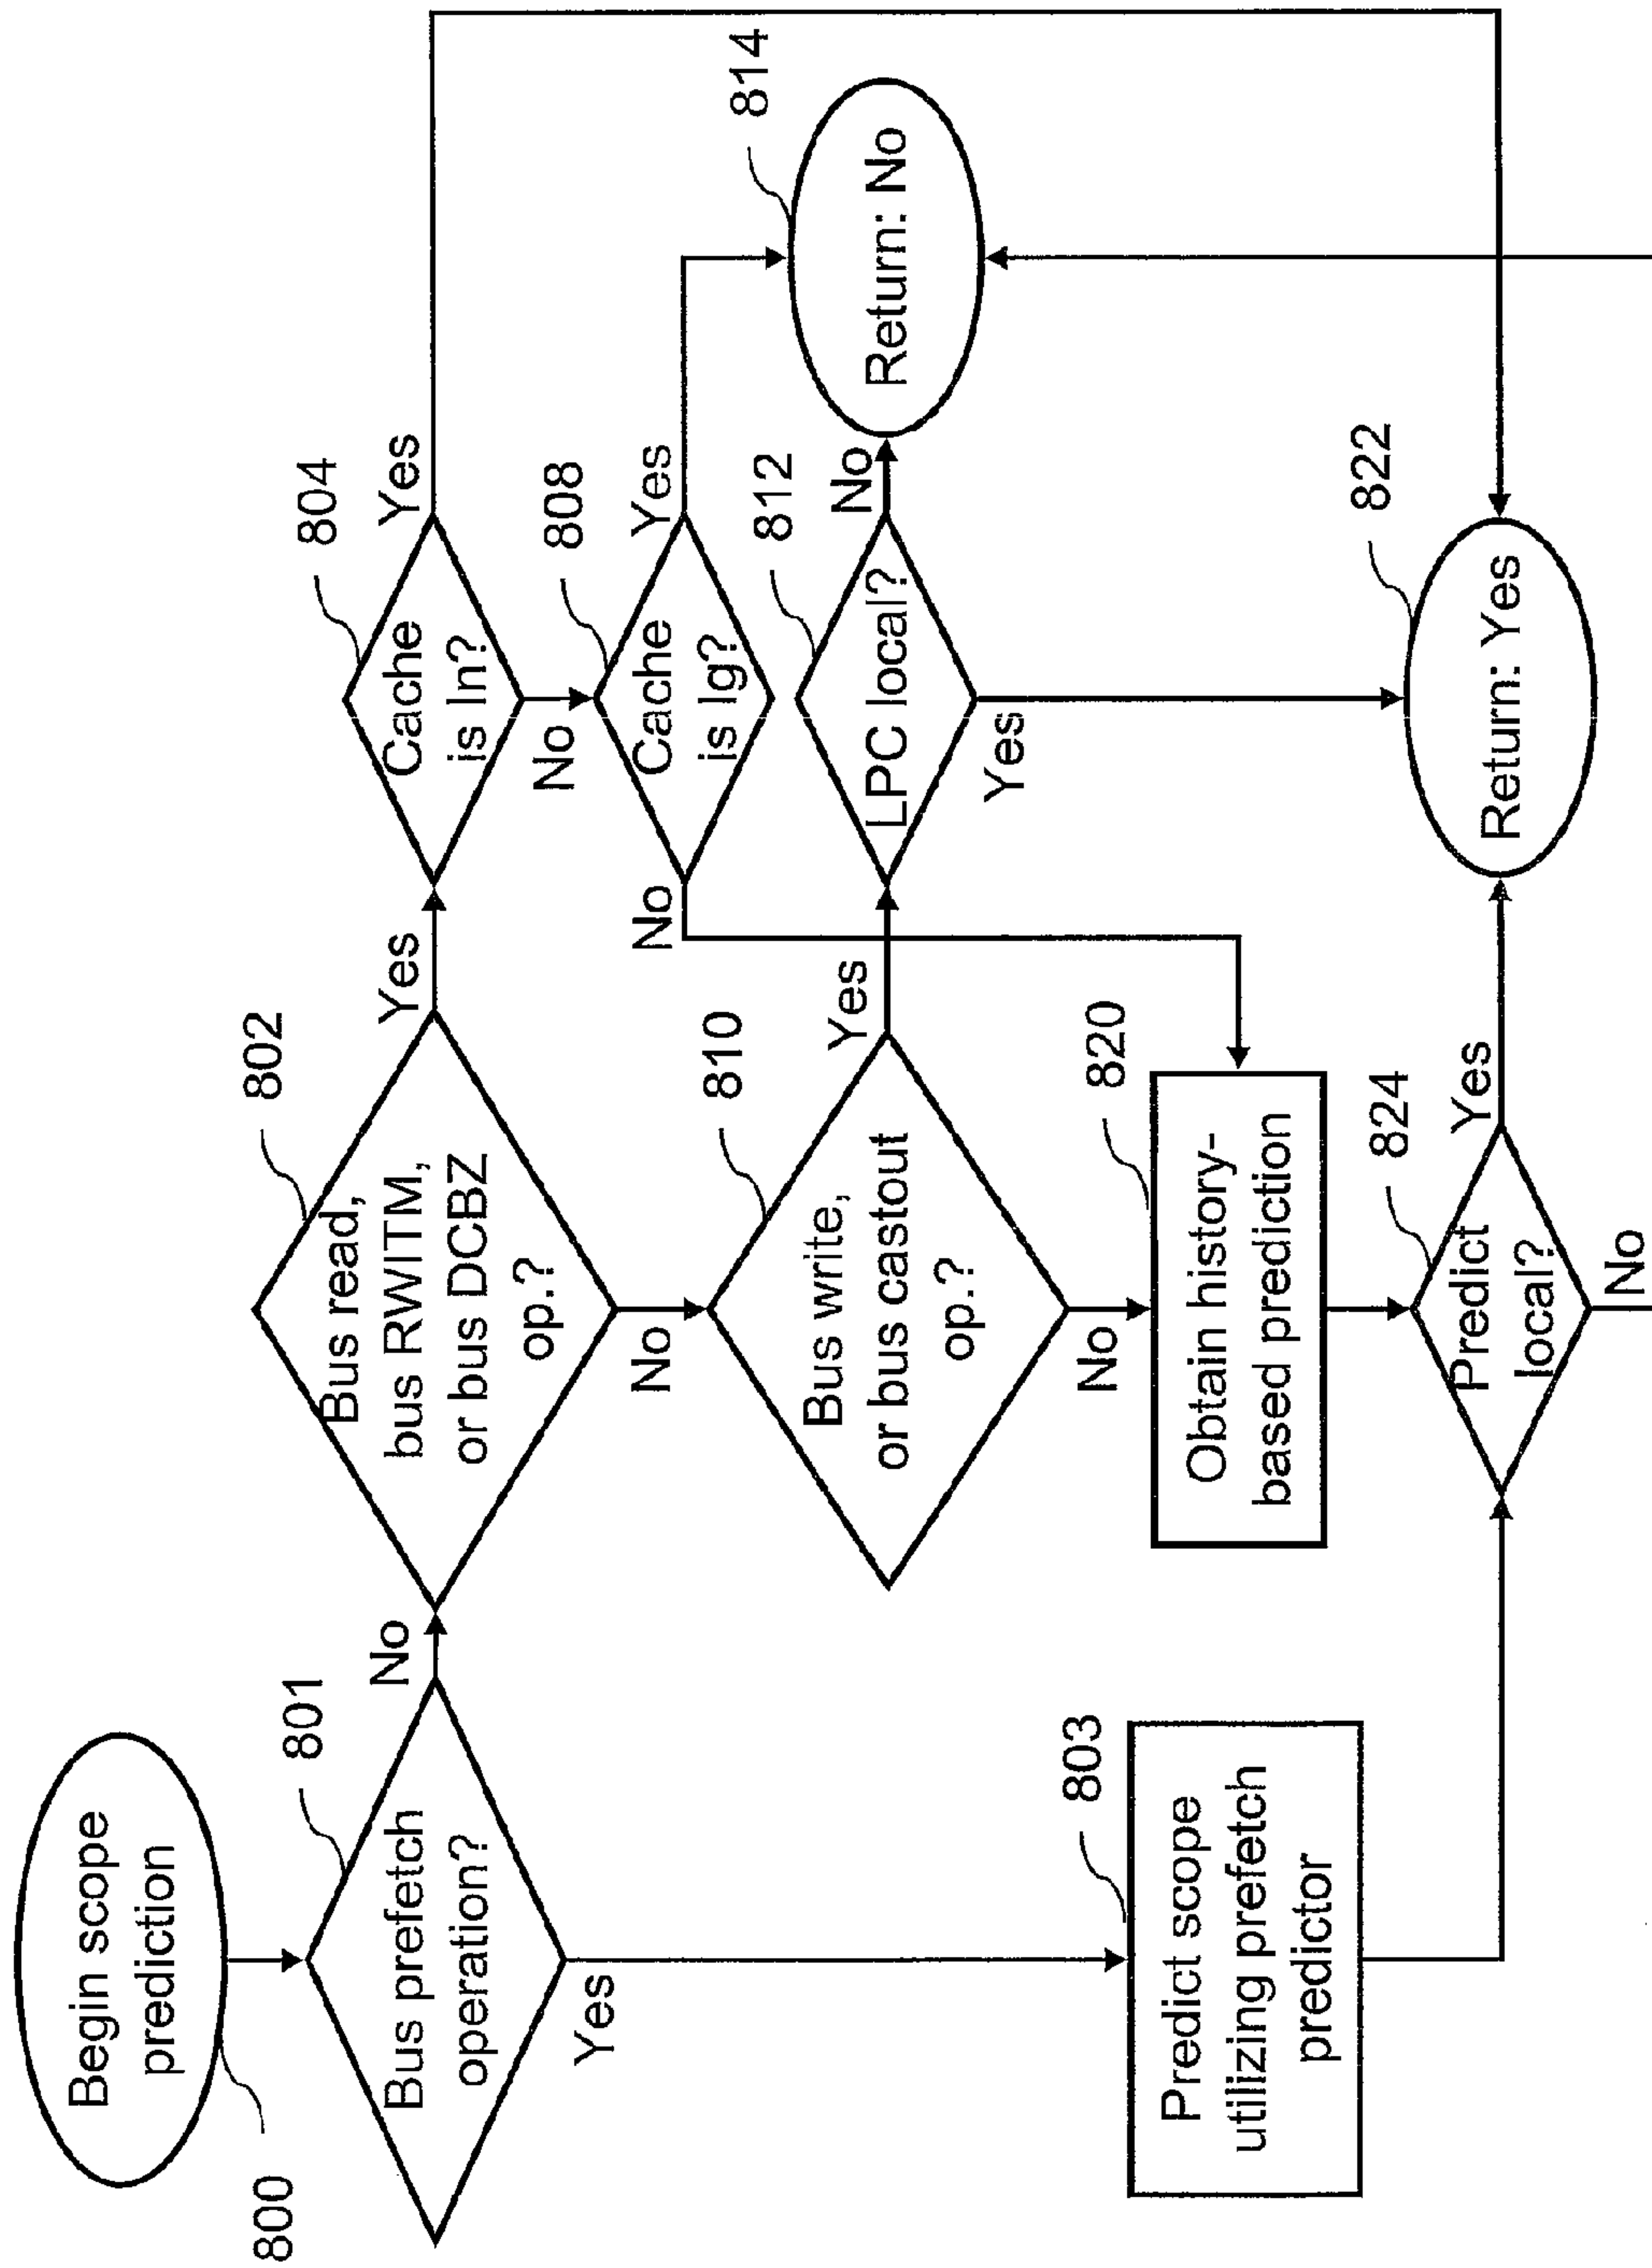 Begin scope
prediction
800
Bus prefetch
operation?
801
No
Yes
Bus read,
bus RWITM,
or bus DCBZ
op.?
802
Yes
No
Cache
is In?
804
Yes
No
Cache
is Ig?
808
Yes
No
Bus write,
or bus castout
op.?
810
Yes
No
LPC local?
812
No
Yes
Return: No
814
Predict scope
utilizing prefetch
predictor
803
Obtain history-
based prediction
820
Predict
local?
824
Yes
No
Return: Yes
822